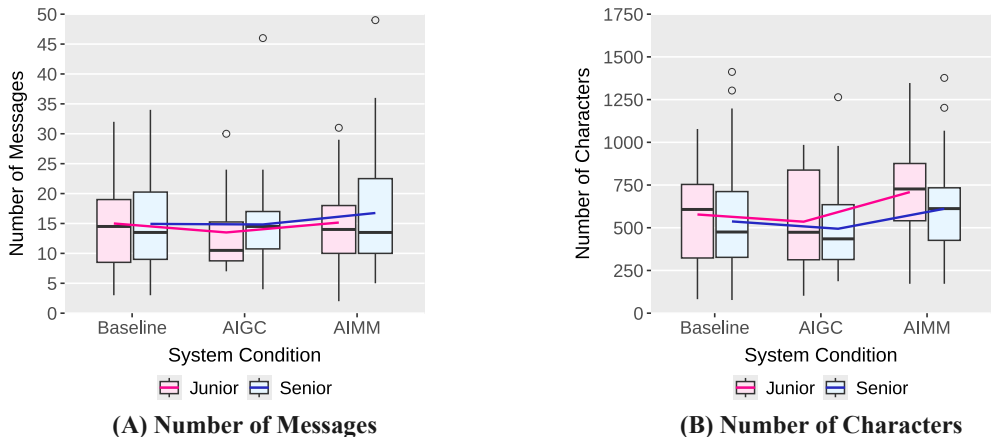 50
45
40
35
30
25
20
15
10
5
0
Number of Messages
Baseline AIGC AIMM
System Condition
Junior Senior
(A) Number of Messages
1750
1500
1250
1000
750
500
250
0
Number of Characters
Baseline AIGC AIMM
System Condition
Junior Senior
(B) Number of Characters